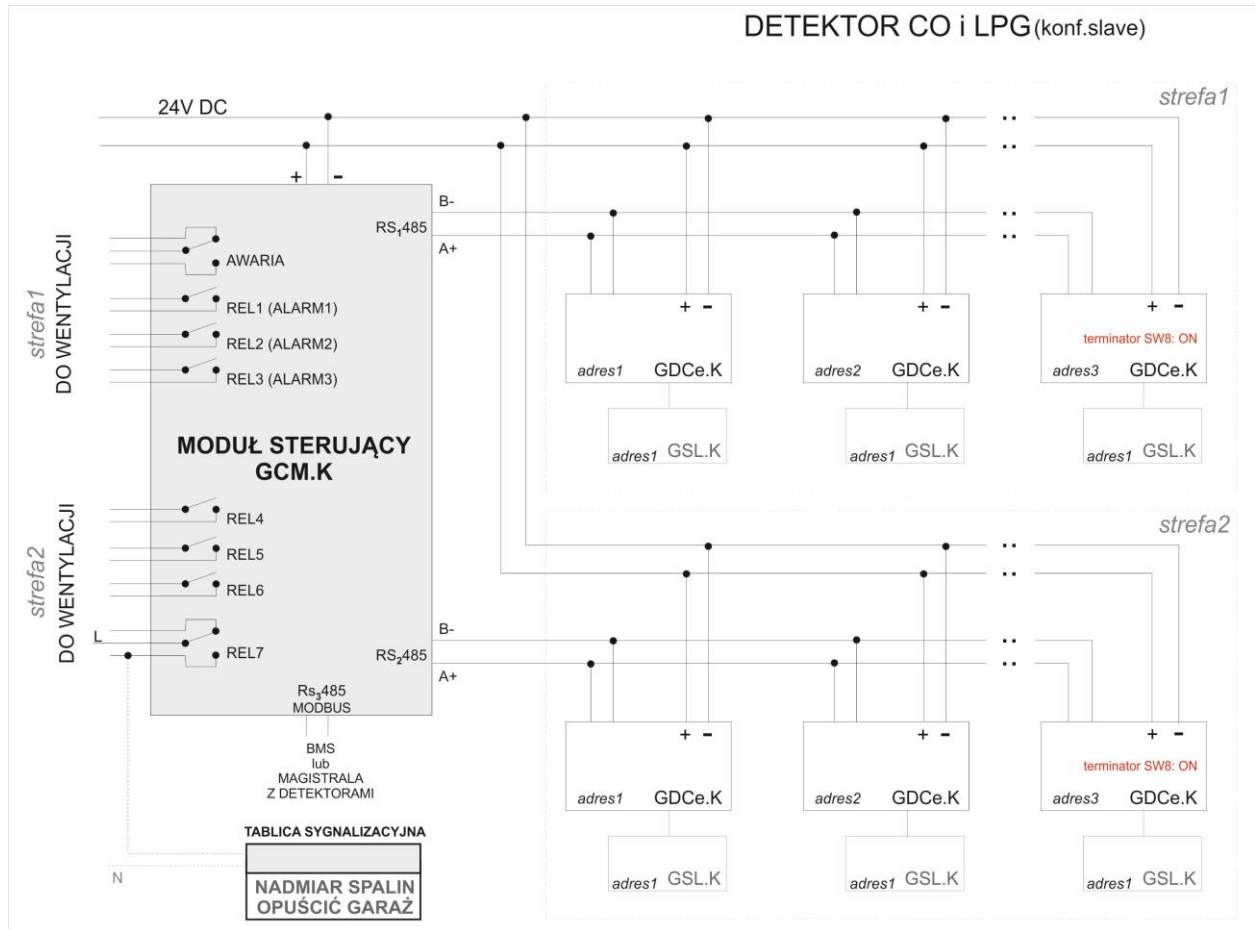 DETEKTOR CO i LPG (konf.slave)
strefa1
24V DC
+ -
B-
RS1485
A+
AWARIA
REL1 (ALARM1)
REL2 (ALARM2)
REL3 (ALARM3)
strefa1
DO WENTYLACJI
+ -
adres1 GDCe.K
adres1 GSL.K
+ -
adres2 GDCe.K
adres1 GSL.K
+ -
terminator SW8: ON
adres3 GDCe.K
adres1 GSL.K
MODUŁ STERUJĄCY
GCM.K
strefa2
strefa2
DO WENTYLACJI
REL4
REL5
REL6
L
REL7
B-
RS2485
A+
Rs3485
MODBUS
BMS
lub
MAGISTRALA
Z DETEKTORAMI
+ -
adres1 GDCe.K
adres1 GSL.K
+ -
adres2 GDCe.K
adres1 GSL.K
+ -
terminator SW8: ON
adres3 GDCe.K
adres1 GSL.K
TABLICA SYGNALIZACYJNA
N
NADMIAR SPALIN
OPUŚCIĆ GARAŻ